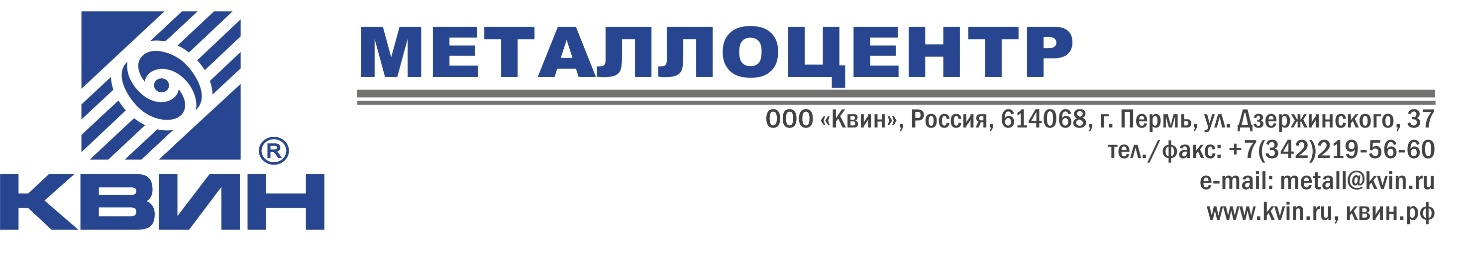 МЕТАЛЛОЦЕНТР
ООО «Квин», Россия, 614068, г. Пермь, ул. Дзержинского, 37
тел./факс: +7(342)219-56-60
e-mail: metall@kvin.ru
www.kvin.ru, квин.рф
®
КВИН